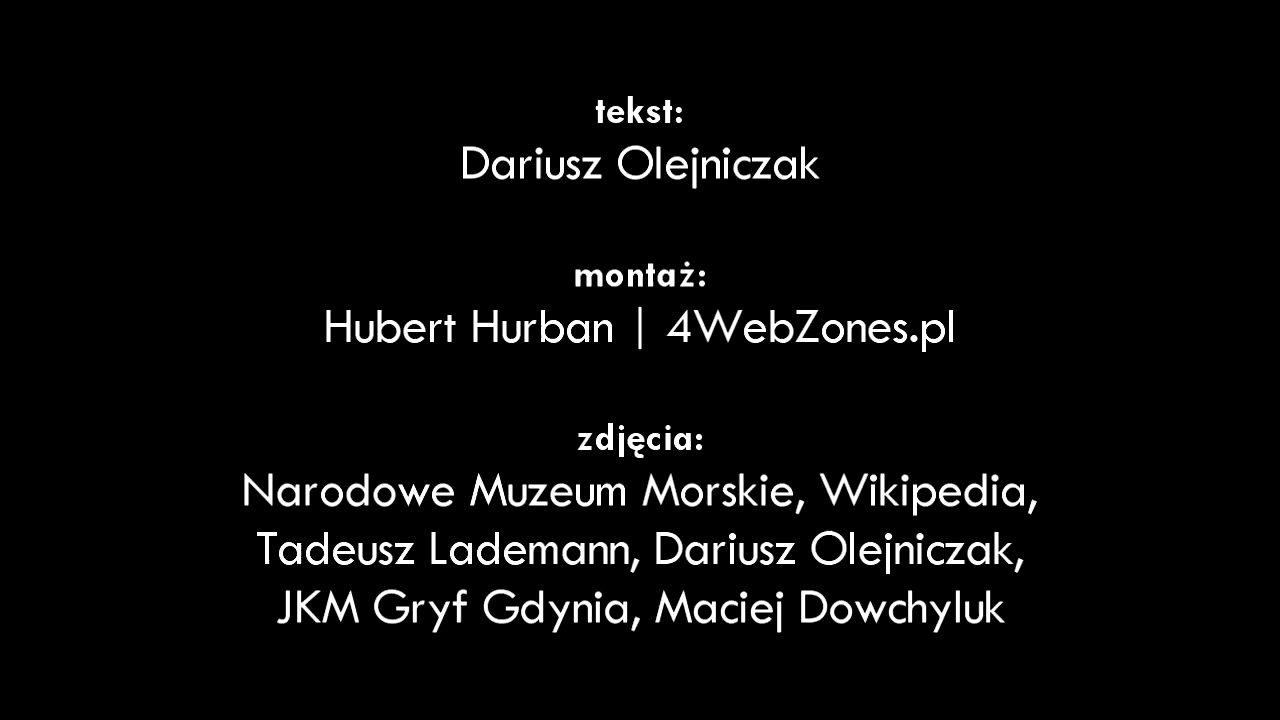 tekst:
Dariusz Olejniczak
montaż:
Hubert Hurban | 4WebZones.pl
zdjęcia:
Narodowe Muzeum Morskie, Wikipedia,
Tadeusz Lademann, Dariusz Olejniczak,
JKM Gryf Gdynia, Maciej Dowchyluk